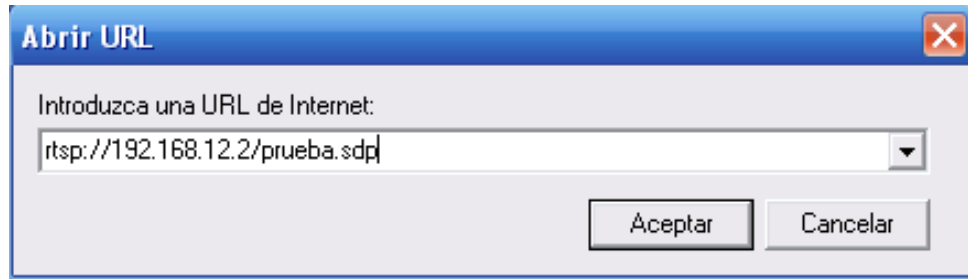 Abrir URL
Introduzca una URL de Internet:
rtsp://192.168.12.2/prueba.sdp
Aceptar Cancelar